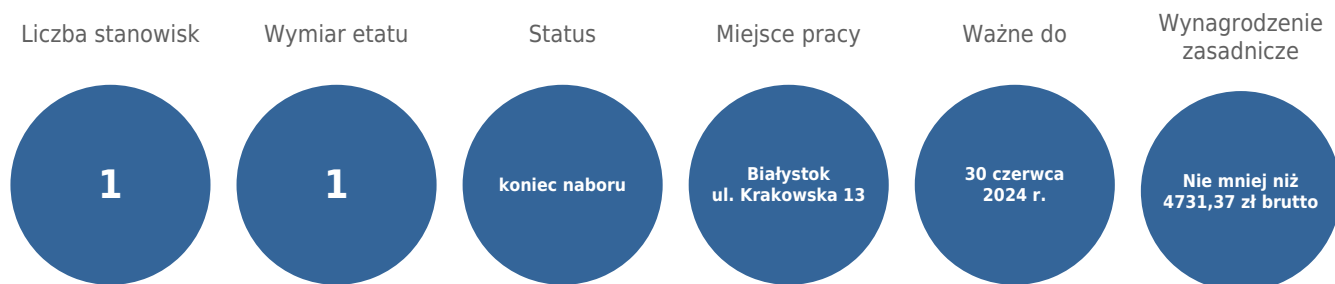 Liczba stanowisk
1
Wymiar etatu
1
Status
koniec naboru
Miejsce pracy
Białystok
ul. Krakowska 13
Ważne do
30 czerwca
2024 r.
Wynagrodzenie
zasadnicze
Nie mniej niż
4731,37 zł brutto